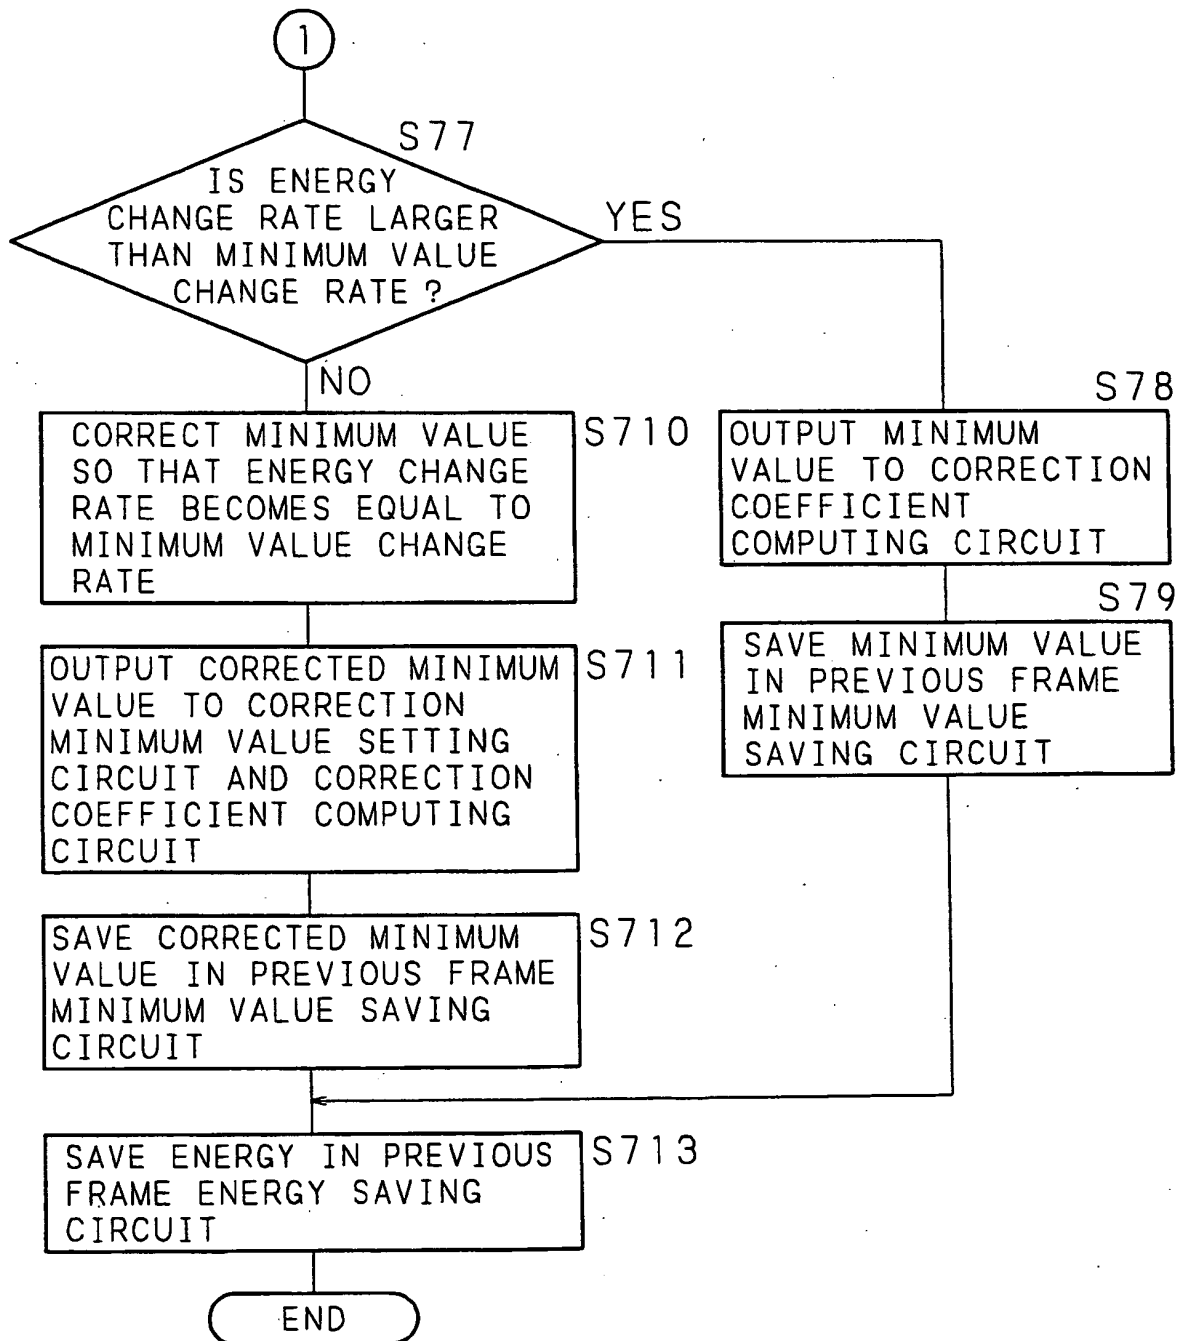 1
S77
IS ENERGY
CHANGE RATE LARGER
THAN MINIMUM VALUE
CHANGE RATE ?
YES
NO
S710
CORRECT MINIMUM VALUE
SO THAT ENERGY CHANGE
RATE BECOMES EQUAL TO
MINIMUM VALUE CHANGE
RATE
S78
OUTPUT MINIMUM
VALUE TO CORRECTION
COEFFICIENT
COMPUTING CIRCUIT
S79
SAVE MINIMUM VALUE
IN PREVIOUS FRAME
MINIMUM VALUE
SAVING CIRCUIT
S711
OUTPUT CORRECTED MINIMUM
VALUE TO CORRECTION
MINIMUM VALUE SETTING
CIRCUIT AND CORRECTION
COEFFICIENT COMPUTING
CIRCUIT
S712
SAVE CORRECTED MINIMUM
VALUE IN PREVIOUS FRAME
MINIMUM VALUE SAVING
CIRCUIT
S713
SAVE ENERGY IN PREVIOUS
FRAME ENERGY SAVING
CIRCUIT
END